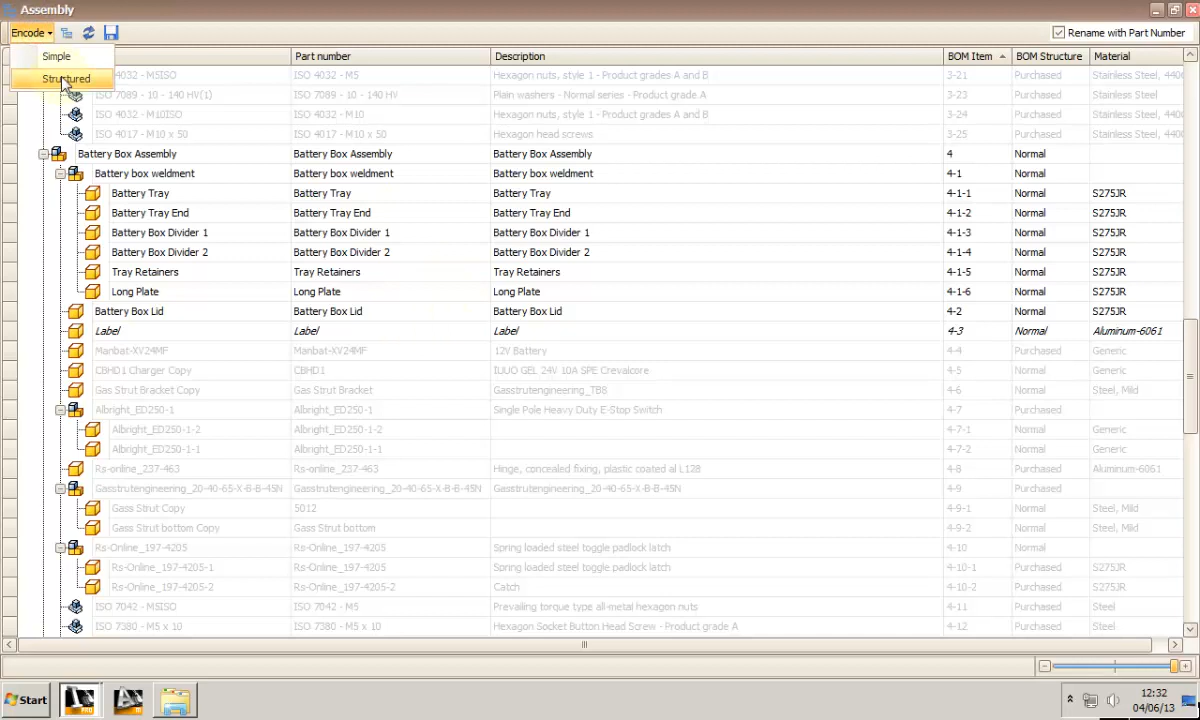 Assembly
Encode
Rename with Part Number
Simple
Structured
Part number Description BOM Item BOM Structure Material
4032 - M5ISO ISO 4032 - M5 Hexagon nuts, style 1 - Product grades A and B 3-21 Purchased Stainless Steel, 440C
ISO 7089 - 10 - 140 HV(1) ISO 7089 - 10 - 140 HV Plain washers - Normal series - Product grade A 3-23 Purchased Stainless Steel
ISO 4032 - M10ISO ISO 4032 - M10 Hexagon nuts, style 1 - Product grades A and B 3-24 Purchased Stainless Steel, 440C
ISO 4017 - M10 x 50 ISO 4017 - M10 x 50 Hexagon head screws 3-25 Purchased Stainless Steel, 440C
Battery Box Assembly Battery Box Assembly Battery Box Assembly 4 Normal
Battery box weldment Battery box weldment Battery box weldment 4-1 Normal
Battery Tray Battery Tray Battery Tray 4-1-1 Normal S275JR
Battery Tray End Battery Tray End Battery Tray End 4-1-2 Normal S275JR
Battery Box Divider 1 Battery Box Divider 1 Battery Box Divider 1 4-1-3 Normal S275JR
Battery Box Divider 2 Battery Box Divider 2 Battery Box Divider 2 4-1-4 Normal S275JR
Tray Retainers Tray Retainers Tray Retainers 4-1-5 Normal S275JR
Long Plate Long Plate Long Plate 4-1-6 Normal S275JR
Battery Box Lid Battery Box Lid Battery Box Lid 4-2 Normal S275JR
Label Label Label 4-3 Normal Aluminum-6061
Manbat-XV24MF Manbat-XV24MF 12V Battery 4-4 Purchased Generic
CBHD1 Charger Copy CBHD1 GEL 24V 10A SPE Crevalcore 4-5 Purchased Generic
Gas Strut Bracket Copy Gas Strut Bracket Gasstrutengineering_TB8 4-6 Purchased Steel, Mild
Albright_ED250-1 Albright_ED250-1 Single Pole Heavy Duty E-Stop Switch 4-7 Purchased
Albright_ED250-1-2 Albright_ED250-1-2 4-7-1 Normal Generic
Albright_ED250-1-1 Albright_ED250-1-1 4-7-2 Normal Generic
Rs-online_237-463 Rs-online_237-463 Hinge, concealed fixing, plastic coated al L128 4-8 Purchased Aluminum-6061
Gasstrutengineering_20-40-65-X-B-B-45N Gasstrutengineering_20-40-65-X-B-B-45N Gasstrutengineering_20-40-65-X-B-B-45N 4-9 Purchased
Gass Strut Copy 5012 4-9-1 Normal Steel, Mild
Gass Strut bottom Copy Gass Strut bottom 4-9-2 Normal Steel, Mild
Rs-Online_197-4205 Rs-Online_197-4205 Spring loaded steel toggle padlock latch 4-10 Normal
Rs-Online_197-4205-1 Rs-Online_197-4205-1 Spring loaded steel toggle padlock latch 4-10-1 Purchased S275JR
Rs-Online_197-4205-2 Rs-Online_197-4205-2 Catch 4-10-2 Purchased S275JR
ISO 7042 - M5ISO ISO 7042 - M5 Prevailing torque type all-metal hexagon nuts 4-11 Purchased Steel
ISO 7380 - M5 x 10 ISO 7380 - M5 x 10 Hexagon Socket Button Head Screw - Product grade A 4-12 Purchased Steel
Start
12:32
04/06/13